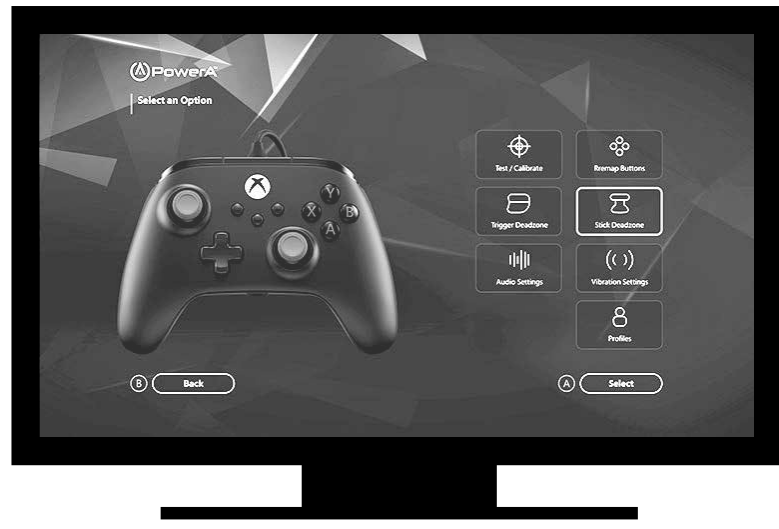 PowerA
Select an Option
Test / Calibrate
Rremap Buttons
Trigger Deadzone
Stick Deadzone
Audio Settings
Vibration Settings
Profiles
Y
X
B
A
B Back
A Select